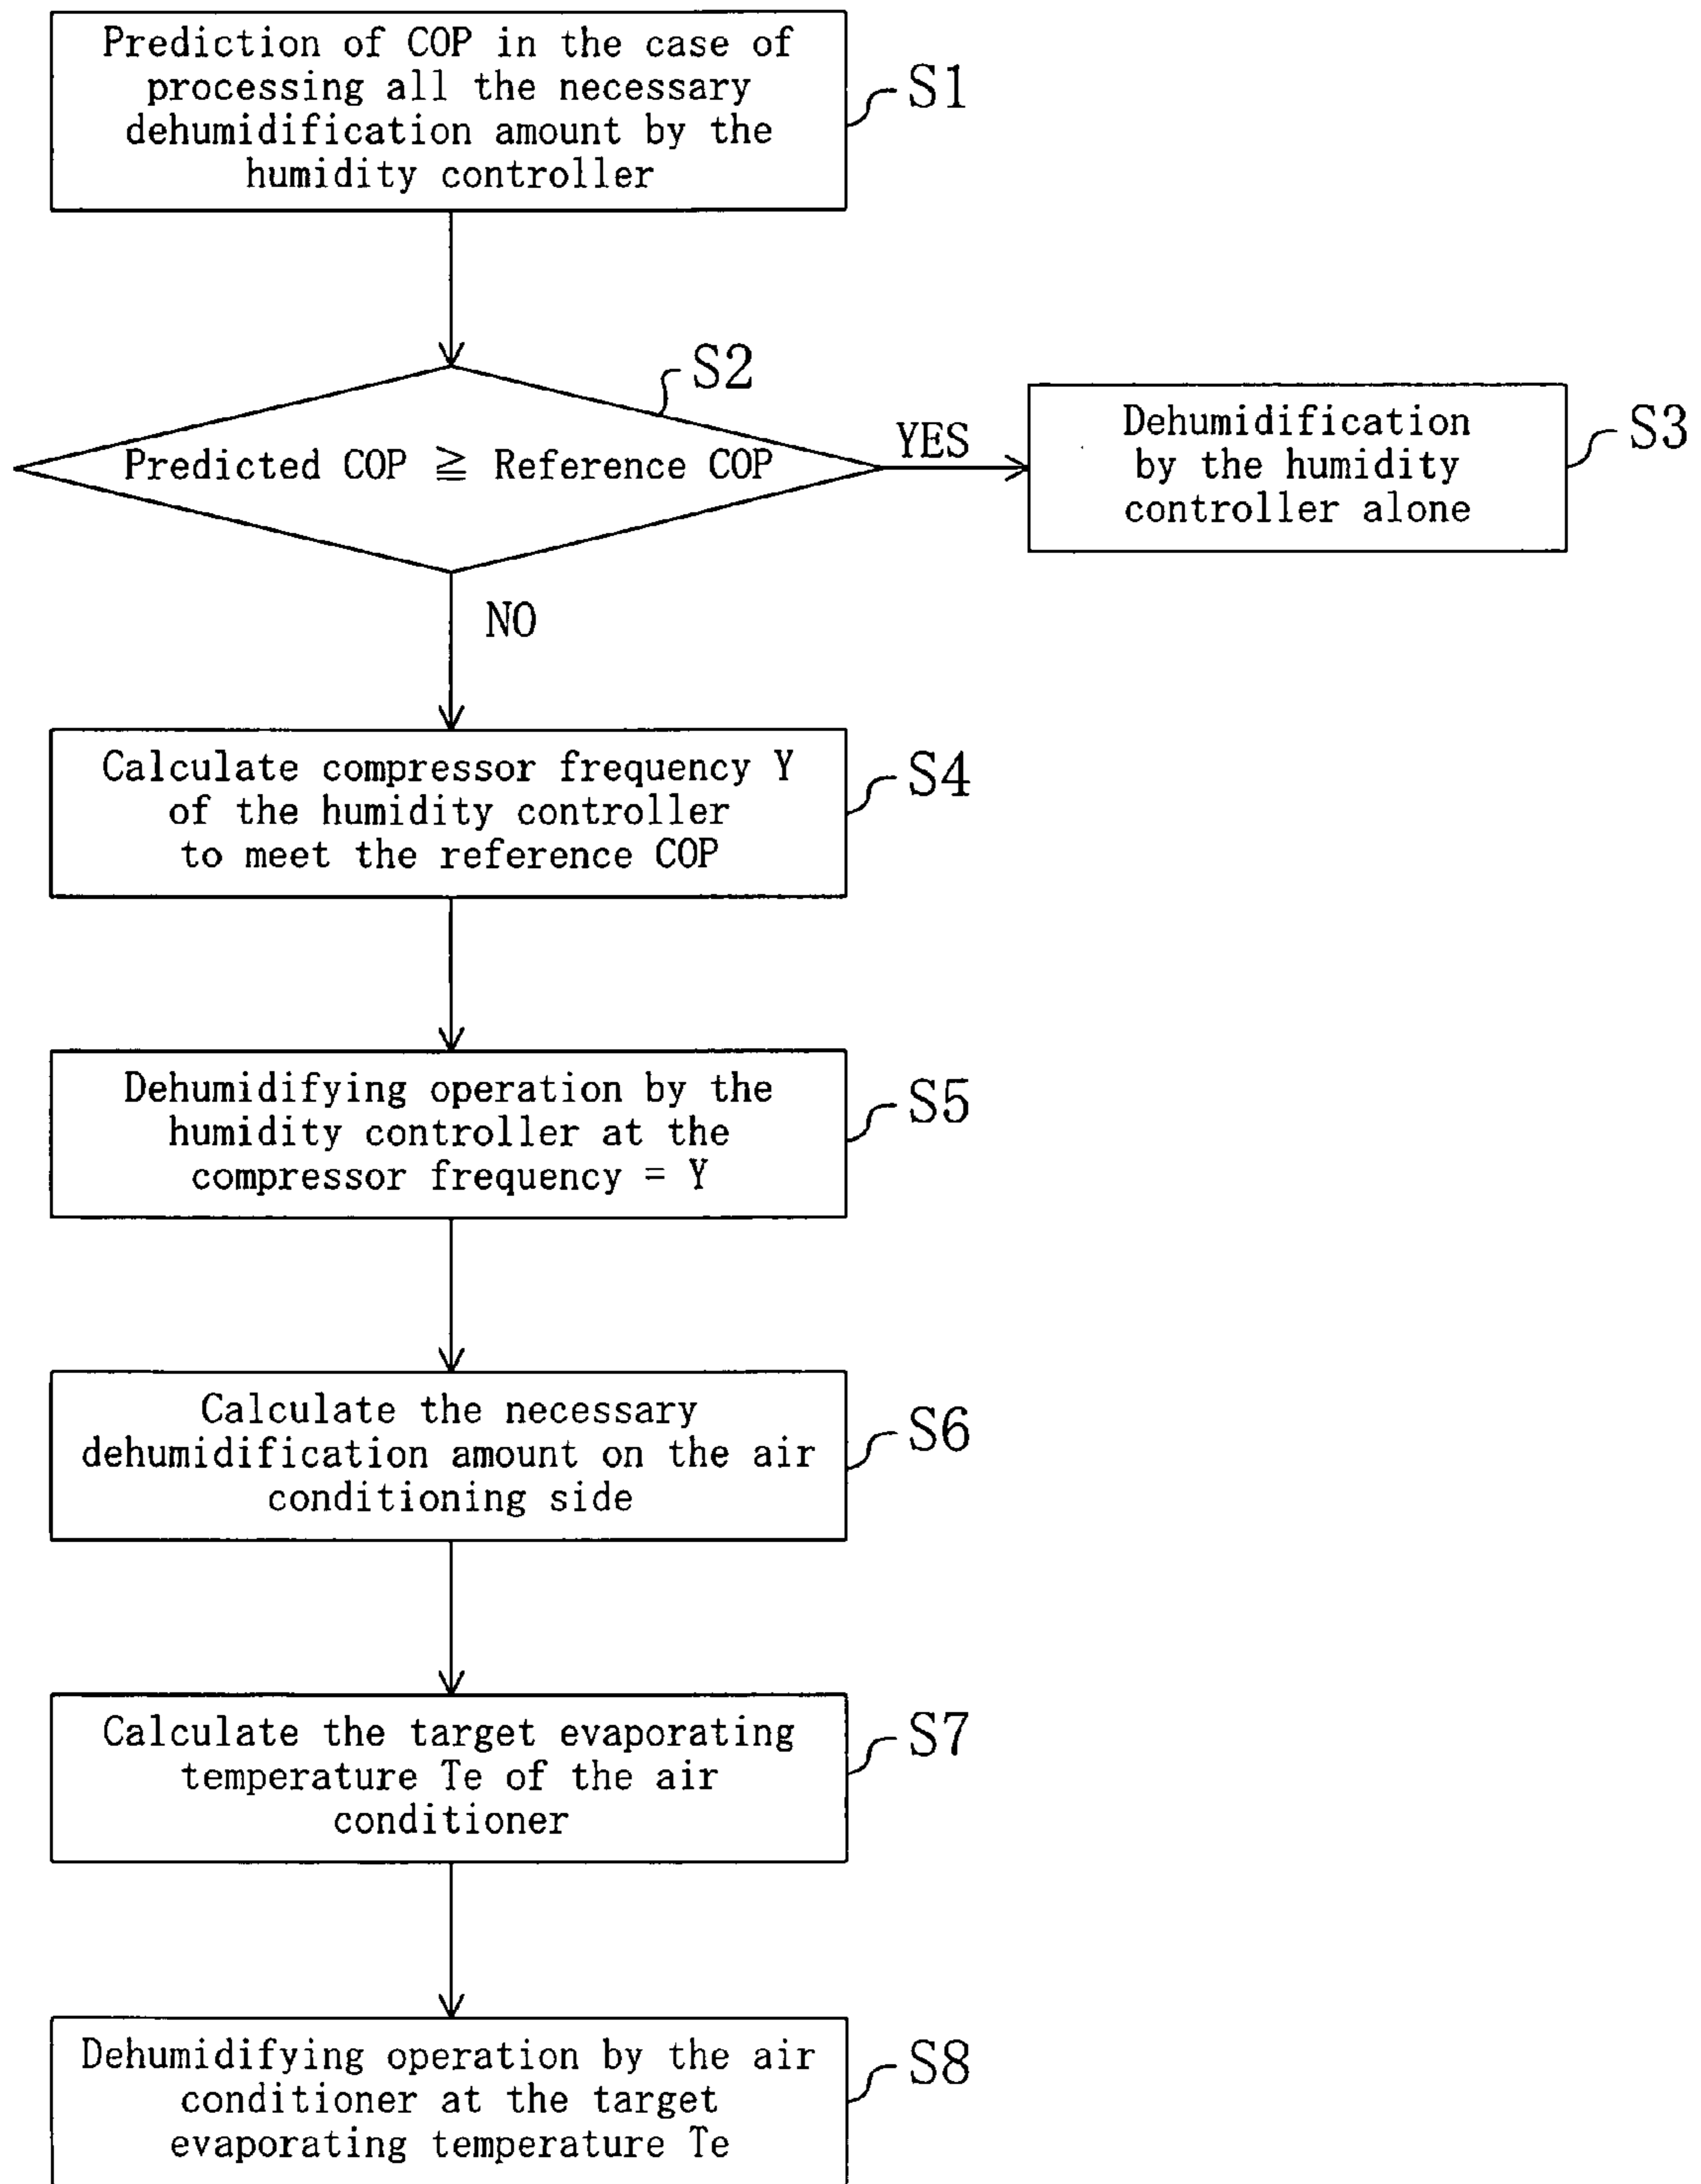 Prediction of COP in the case of
processing all the necessary
dehumidification amount by the
humidity controller
S1
S2
Predicted COP ≧ Reference COP
YES
Dehumidification
by the humidity
controller alone
S3
NO
Calculate compressor frequency Y
of the humidity controller
to meet the reference COP
S4
Dehumidifying operation by the
humidity controller at the
compressor frequency = Y
S5
Calculate the necessary
dehumidification amount on the air
conditioning side
S6
Calculate the target evaporating
temperature Te of the air
conditioner
S7
Dehumidifying operation by the air
conditioner at the target
evaporating temperature Te
S8